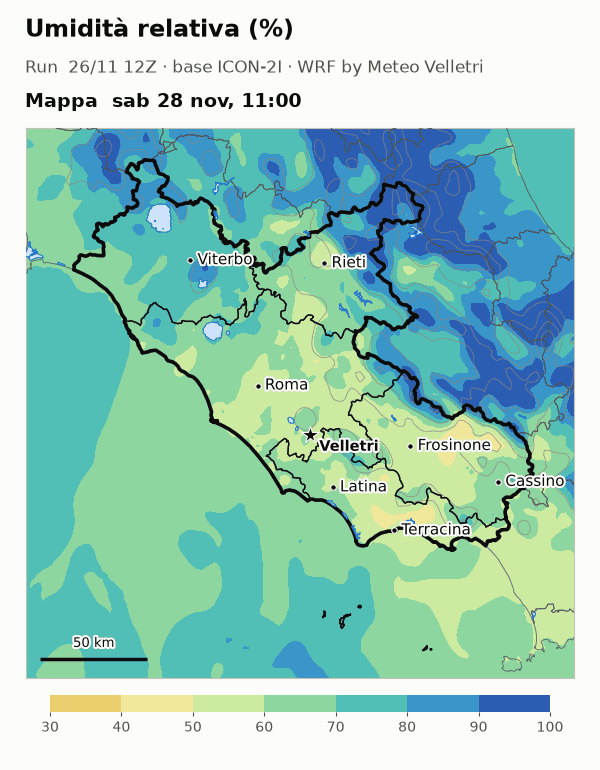 Umidità relativa (%)
Run 26/11 12Z · base ICON-2I · WRF by Meteo Velletri
Mappa sab 28 nov, 11:00
Viterbo
Rieti
Roma
Velletri
Frosinone
Latina
Cassino
Terracina
50 km
30 40 50 60 70 80 90 100